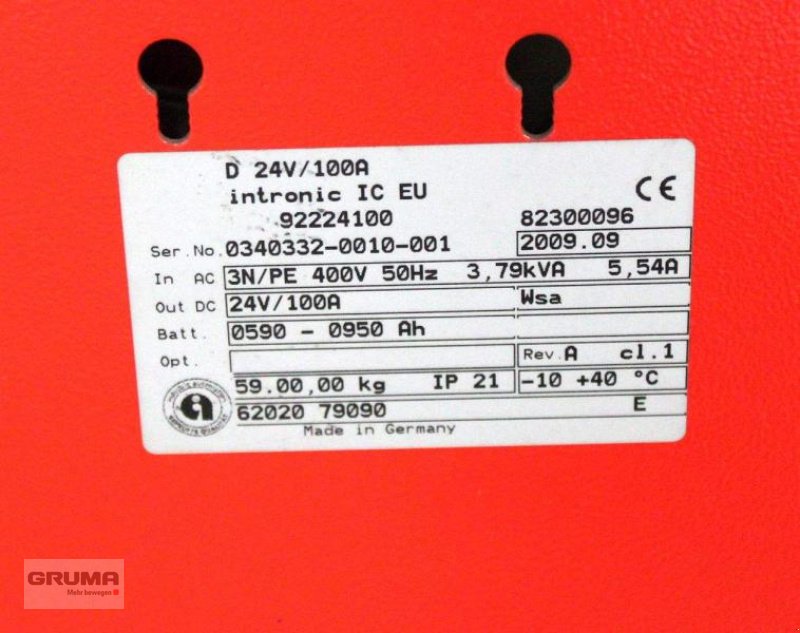 D 24V/100A
intronic IC EU
CE
92224100 82300096
Ser.No. 0340332-0010-001 2009.09
In AC 3N/PE 400V 50Hz 3,79kVA 5,54A
Out DC 24V/100A Wsa
Batt. 0590 - 0950 Ah
Opt. Rev.A cl.1
59.00,00 kg IP 21 -10 +40 °C
62020 79090 E
Made in Germany
GRUMA
Mehr bewegen